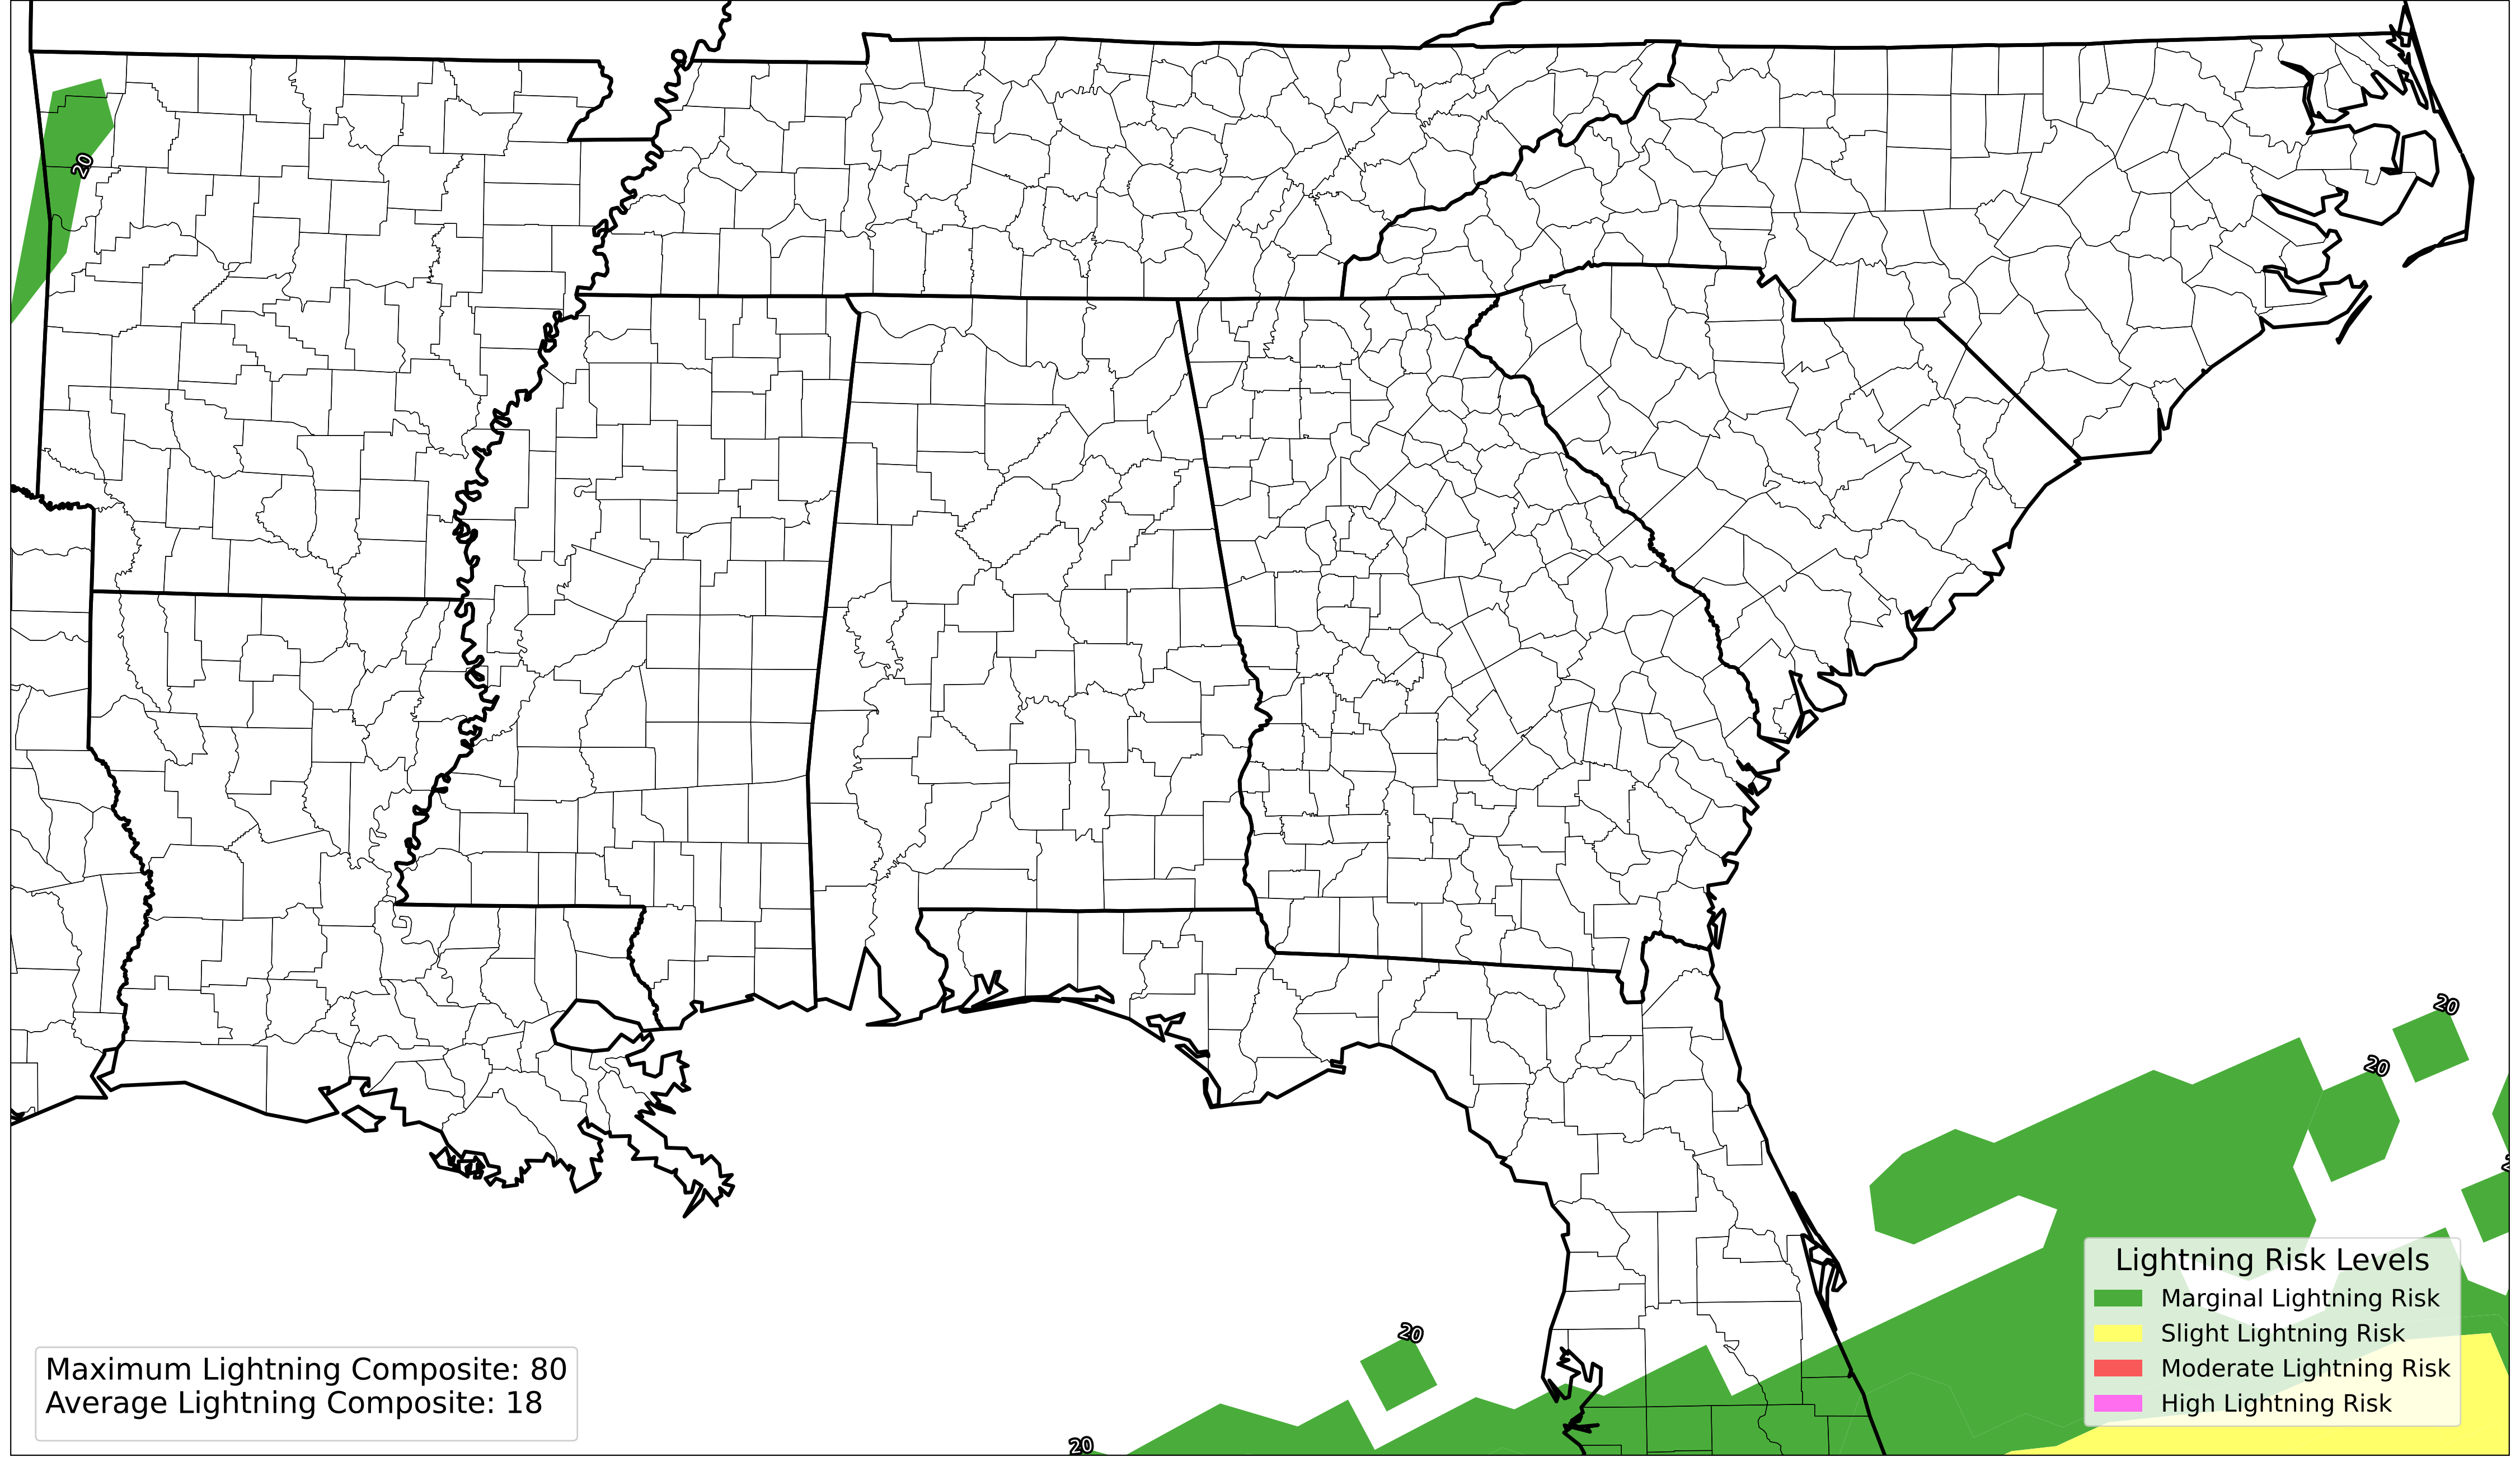 20
20
20
20
20
Lightning Risk Levels
Marginal Lightning Risk
Slight Lightning Risk
Moderate Lightning Risk
High Lightning Risk
Maximum Lightning Composite: 80
Average Lightning Composite: 18